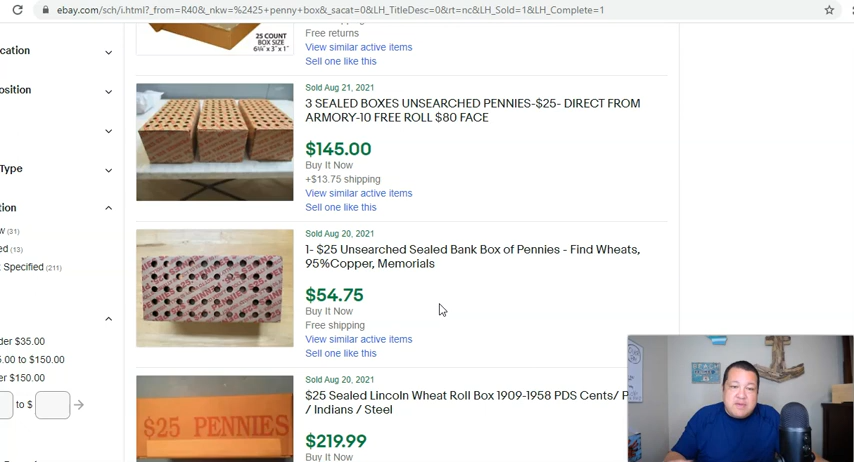 ebay.com/sch/i.html?_from=R40&_nkw=%2425+penny+box&_sacat=0&LH_TitleDesc=0&rt=nc&LH_Sold=1&LH_Complete=1
cation
25 COUNT
BOX SIZE
Free returns
View similar active items
Sell one like this
osition
Sold Aug 21, 2021
3 SEALED BOXES UNSEARCHED PENNIES-$25- DIRECT FROM
ARMORY-10 FREE ROLL $80 FACE
$145.00
Buy It Now
+$13.75 shipping
View similar active items
Sell one like this
Type
tion
w (31)
ed (13)
Specified (211)
Sold Aug 20, 2021
1- $25 Unsearched Sealed Bank Box of Pennies - Find Wheats,
95%Copper, Memorials
$54.75
Buy It Now
Free shipping
View similar active items
Sell one like this
der $35.00
5.00 to $150.00
er $150.00
to $
Sold Aug 20, 2021
$25 Sealed Lincoln Wheat Roll Box 1909-1958 PDS Cents/ P
/ Indians / Steel
$219.99
Buy It Now
$25 PENNIES